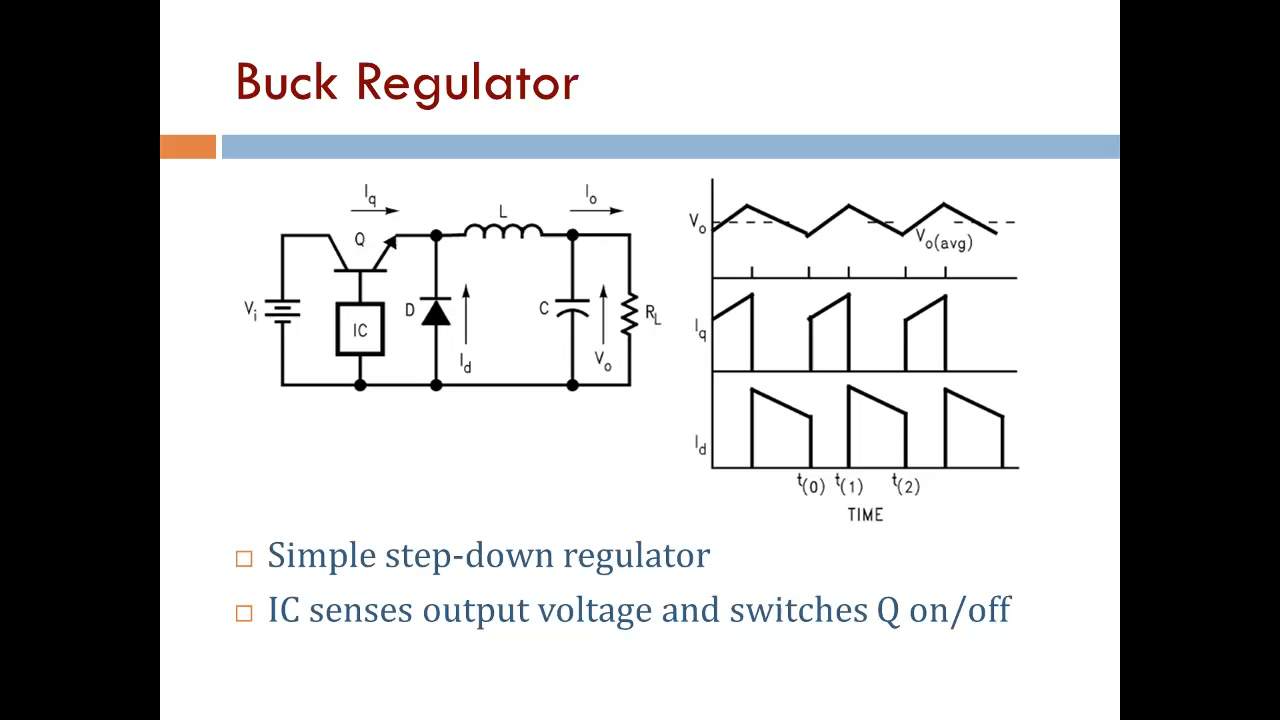 Buck Regulator
Iq
Io
Q
L
Vi
IC
D
Id
C
Vo
RL
Vo
Vo(avg)
Iq
Id
t(0) t(1) t(2)
TIME
Simple step-down regulator
IC senses output voltage and switches Q on/off